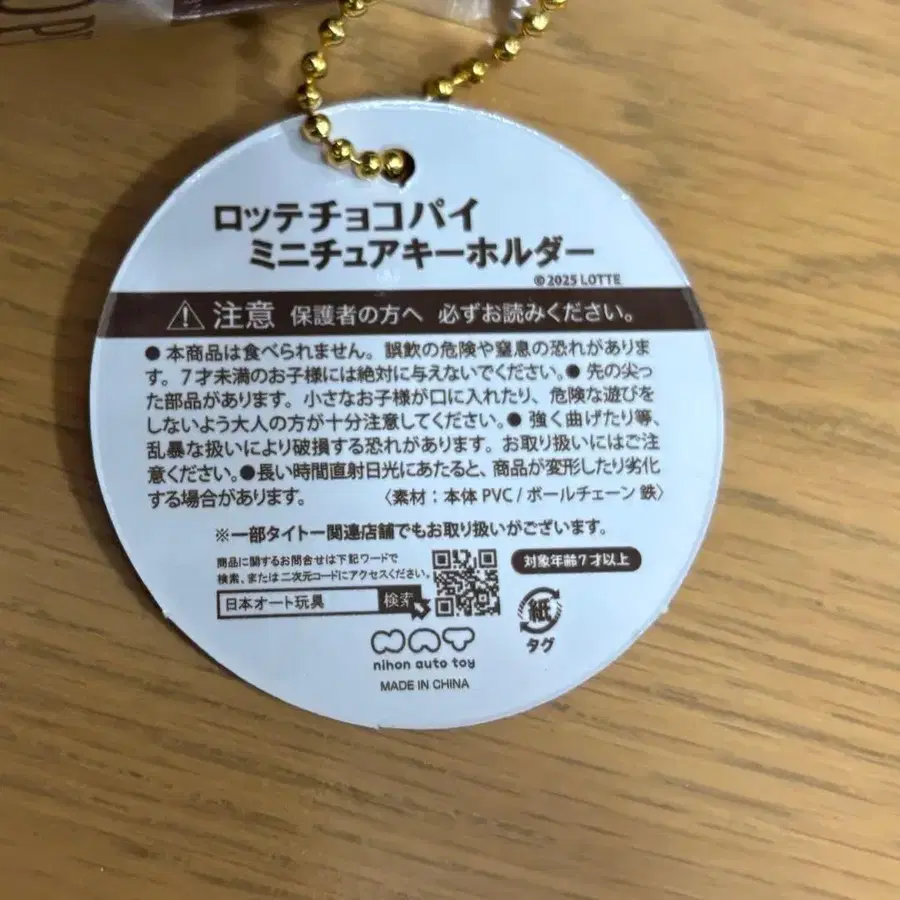 ロッテチョコパイ
ミニチュアキーホルダー
©2025 LOTTE
注意 保護者の方へ 必ずお読みください。
● 本商品は食べられません。誤飲の危険や窒息の恐れがありま
す。7才未満のお子様には絶対に与えないでください。● 先の尖っ
た部品があります。小さなお子様が口に入れたり、危険な遊びを
しないよう大人の方が十分注意してください。● 強く曲げたり等、
乱暴な扱いにより破損する恐れがあります。お取り扱いにはご注
意ください。●長い時間直射日光にあたると、商品が変形したり劣化
する場合があります。 〈素材:本体 PVC / ボールチェーン 鉄〉
※一部タイトー関連店舗でもお取り扱いがございます。
商品に関するお問合せは下記ワードで
検索、または二次元コードにアクセスください。
日本オート玩具 検索
対象年齢7才以上
紙
タグ
NAT
nihon auto toy
MADE IN CHINA